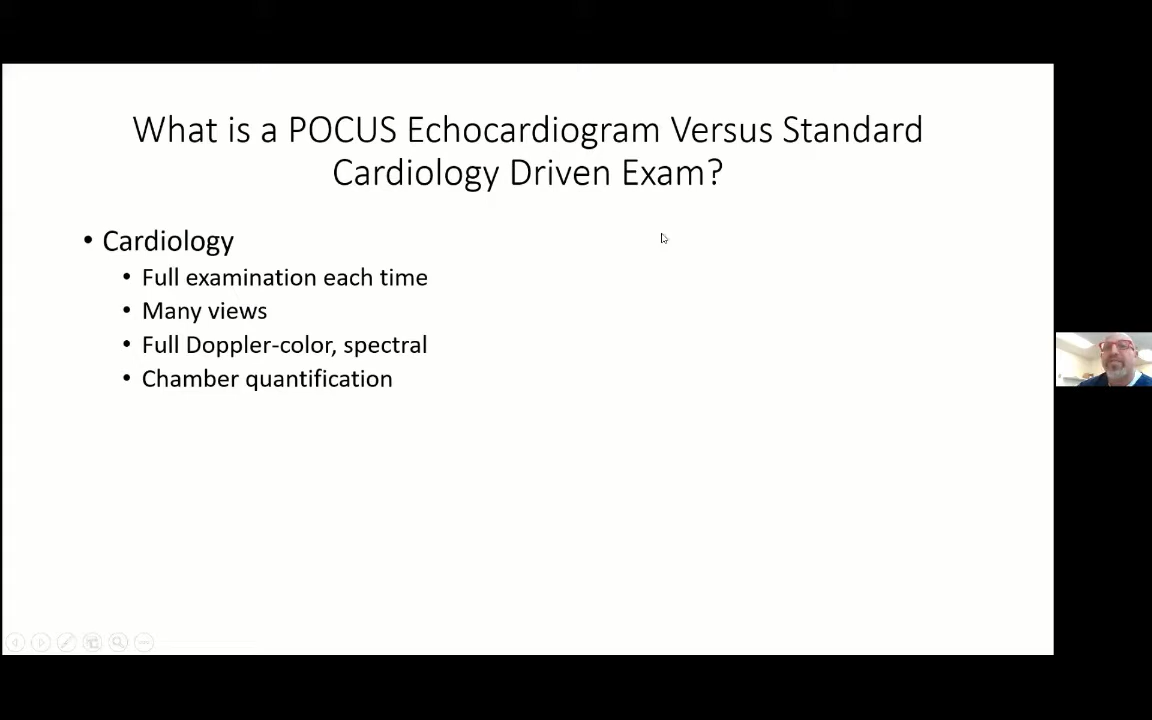 What is a POCUS Echocardiogram Versus Standard
Cardiology Driven Exam?
• Cardiology
• Full examination each time
• Many views
• Full Doppler-color, spectral
• Chamber quantification